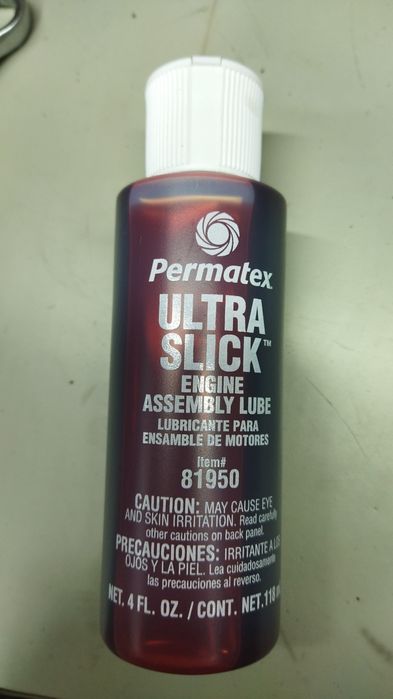 Permatex
ULTRA
SLICK™
ENGINE
ASSEMBLY LUBE
LUBRICANTE PARA
ENSAMBLE DE MOTORES
Item#
81950
CAUTION: MAY CAUSE EYE
AND SKIN IRRITATION. Read carefully
other cautions on back panel.
PRECAUCIONES: IRRITANTE A LOS
OJOS Y LA PIEL. Lea cuidadosamente
las precauciones al reverso.
NET. 4 FL. OZ. / CONT. NET. 118